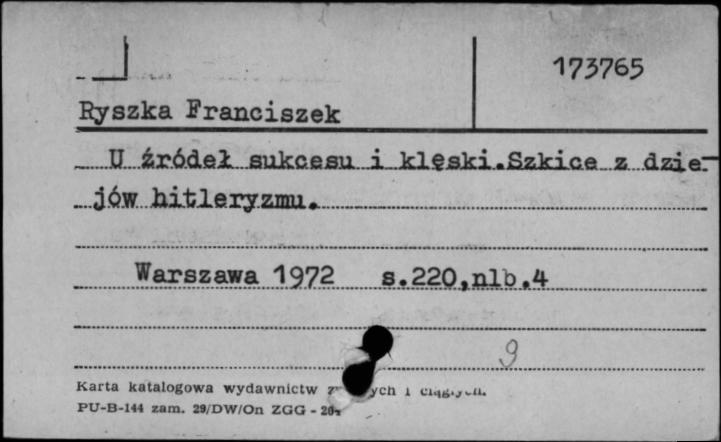 173765
Ryszka Franciszek
U źródeł sukcesu i klęski.Szkice z dzie-
jów hitleryzmu.
Warszawa 1972 s.220,nlb.4
9
Karta katalogowa wydawnictw i
PU-B-144 zam. 29/DW/On ZGG -